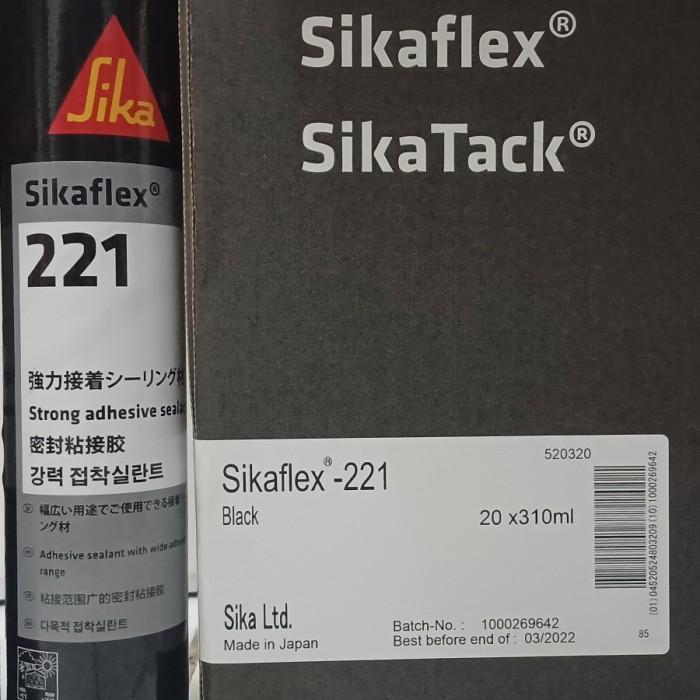 Sika
Sikaflex®
221
強力接着シーリング材
Strong adhesive
密封粘接胶
강력 접착실란트
幅広い用途でご使用できる接着
ング材
Adhesive sealant with wide
range
粘接范围广的密封粘接胶
다목적 접착실란트
Sikaflex®
SikaTack®
520320
Sikaflex®-221
Black
20 x310ml
Sika Ltd.
Made in Japan
Batch-No. : 1000269642
Best before end of : 03/2022
85
(01) 04520524803209 (10) 1000269642